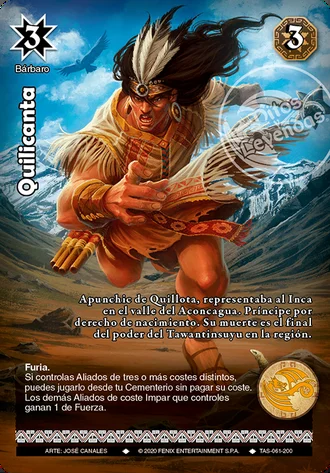 3
3
Bárbaro
Quilicanta
Mitos y
Leyendas
Apunchic de Quillota, representaba al Inca
en el valle del Aconcagua. Príncipe por
derecho de nacimiento. Su muerte es el final
del poder del Tawantinsuyu en la región.
Furia.
Si controlas Aliados de tres o más costes distintos,
puedes jugarlo desde tu Cementerio sin pagar su coste.
Los demás Aliados de coste Impar que controles
ganan 1 de Fuerza.
ARTE: JOSÉ CANALES ◆ © 2020 FENIX ENTERTAINMENT S.P.A. ◆ TAS-061-200